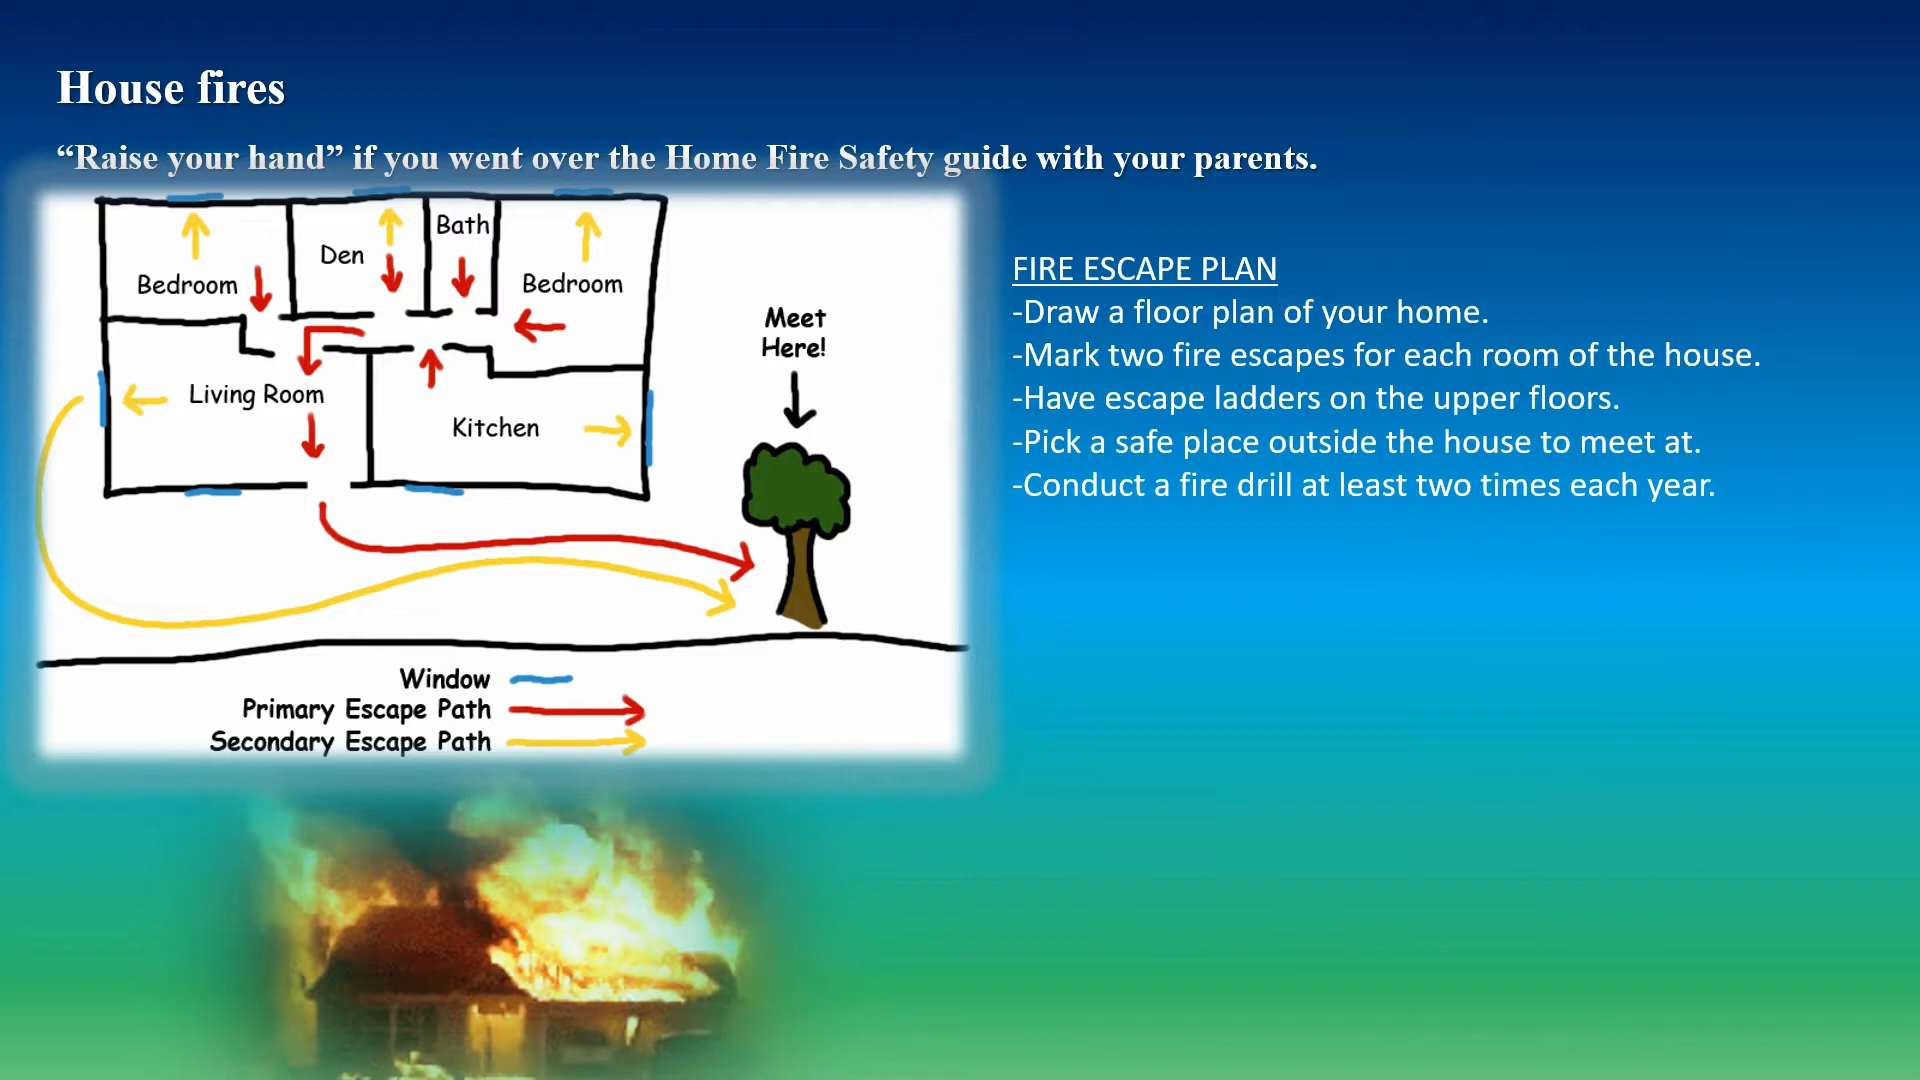 House fires
“Raise your hand” if you went over the Home Fire Safety guide with your parents.
Bath
Den
Bedroom
Bedroom
Meet
Here!
Living Room
Kitchen
Window
Primary Escape Path
Secondary Escape Path
FIRE ESCAPE PLAN
-Draw a floor plan of your home.
-Mark two fire escapes for each room of the house.
-Have escape ladders on the upper floors.
-Pick a safe place outside the house to meet at.
-Conduct a fire drill at least two times each year.